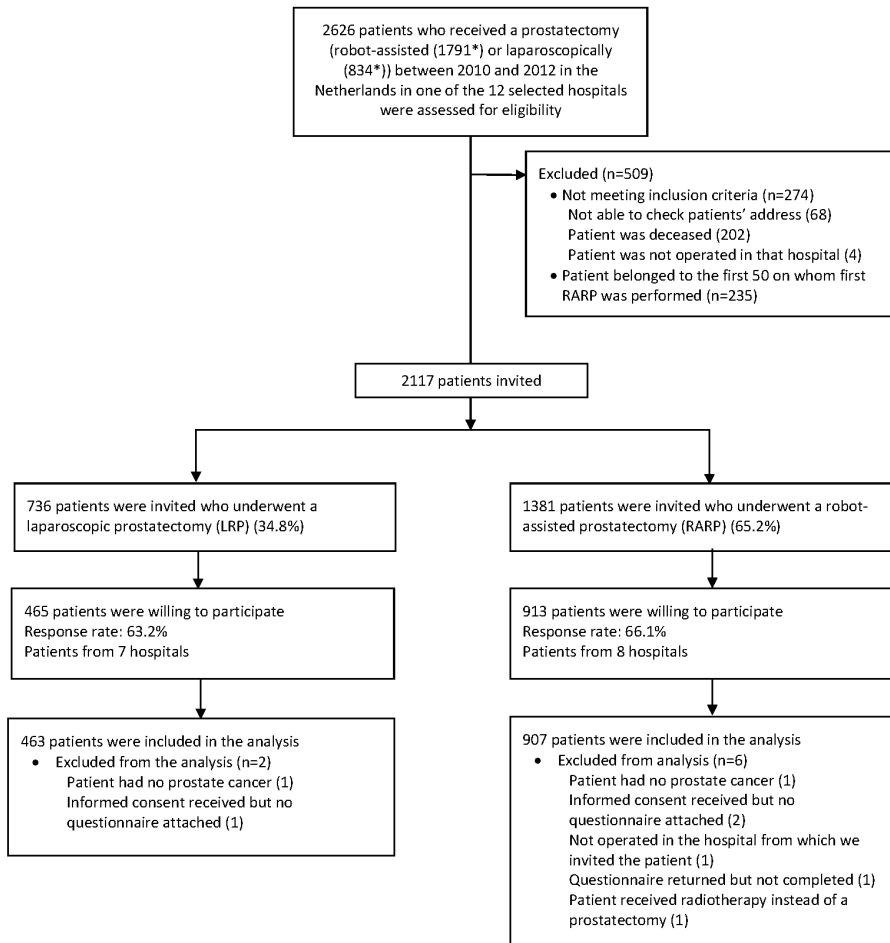 2626 patients who received a prostatectomy
(robot-assisted (1791*) or laparoscopically
(834*)) between 2010 and 2012 in the
Netherlands in one of the 12 selected hospitals
were assessed for eligibility
Excluded (n=509)
• Not meeting inclusion criteria (n=274)
Not able to check patients’ address (68)
Patient was deceased (202)
Patient was not operated in that hospital (4)
• Patient belonged to the first 50 on whom first
RARP was performed (n=235)
2117 patients invited
736 patients were invited who underwent a
laparoscopic prostatectomy (LRP) (34.8%)
1381 patients were invited who underwent a robot-
assisted prostatectomy (RARP) (65.2%)
465 patients were willing to participate
Response rate: 63.2%
Patients from 7 hospitals
913 patients were willing to participate
Response rate: 66.1%
Patients from 8 hospitals
463 patients were included in the analysis
• Excluded from the analysis (n=2)
Patient had no prostate cancer (1)
Informed consent received but no
questionnaire attached (1)
907 patients were included in the analysis
• Excluded from analysis (n=6)
Patient had no prostate cancer (1)
Informed consent received but no
questionnaire attached (2)
Not operated in the hospital from which we
invited the patient (1)
Questionnaire returned but not completed (1)
Patient received radiotherapy instead of a
prostatectomy (1)